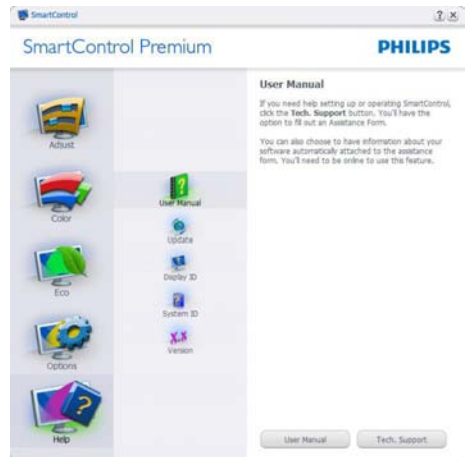 SmartControl
SmartControl Premium
PHILIPS
Adjust
Color
Eco
Options
Help
User Manual
Update
Display ID
System ID
X.X
Version
User Manual
If you need help setting up or operating SmartControl,
click the Tech. Support button. You'll have the
option to fill out an Assistance Form.
You can also choose to have information about your
software automatically attached to the assistance
form. You'll need to be online to use this feature.
User Manual
Tech. Support